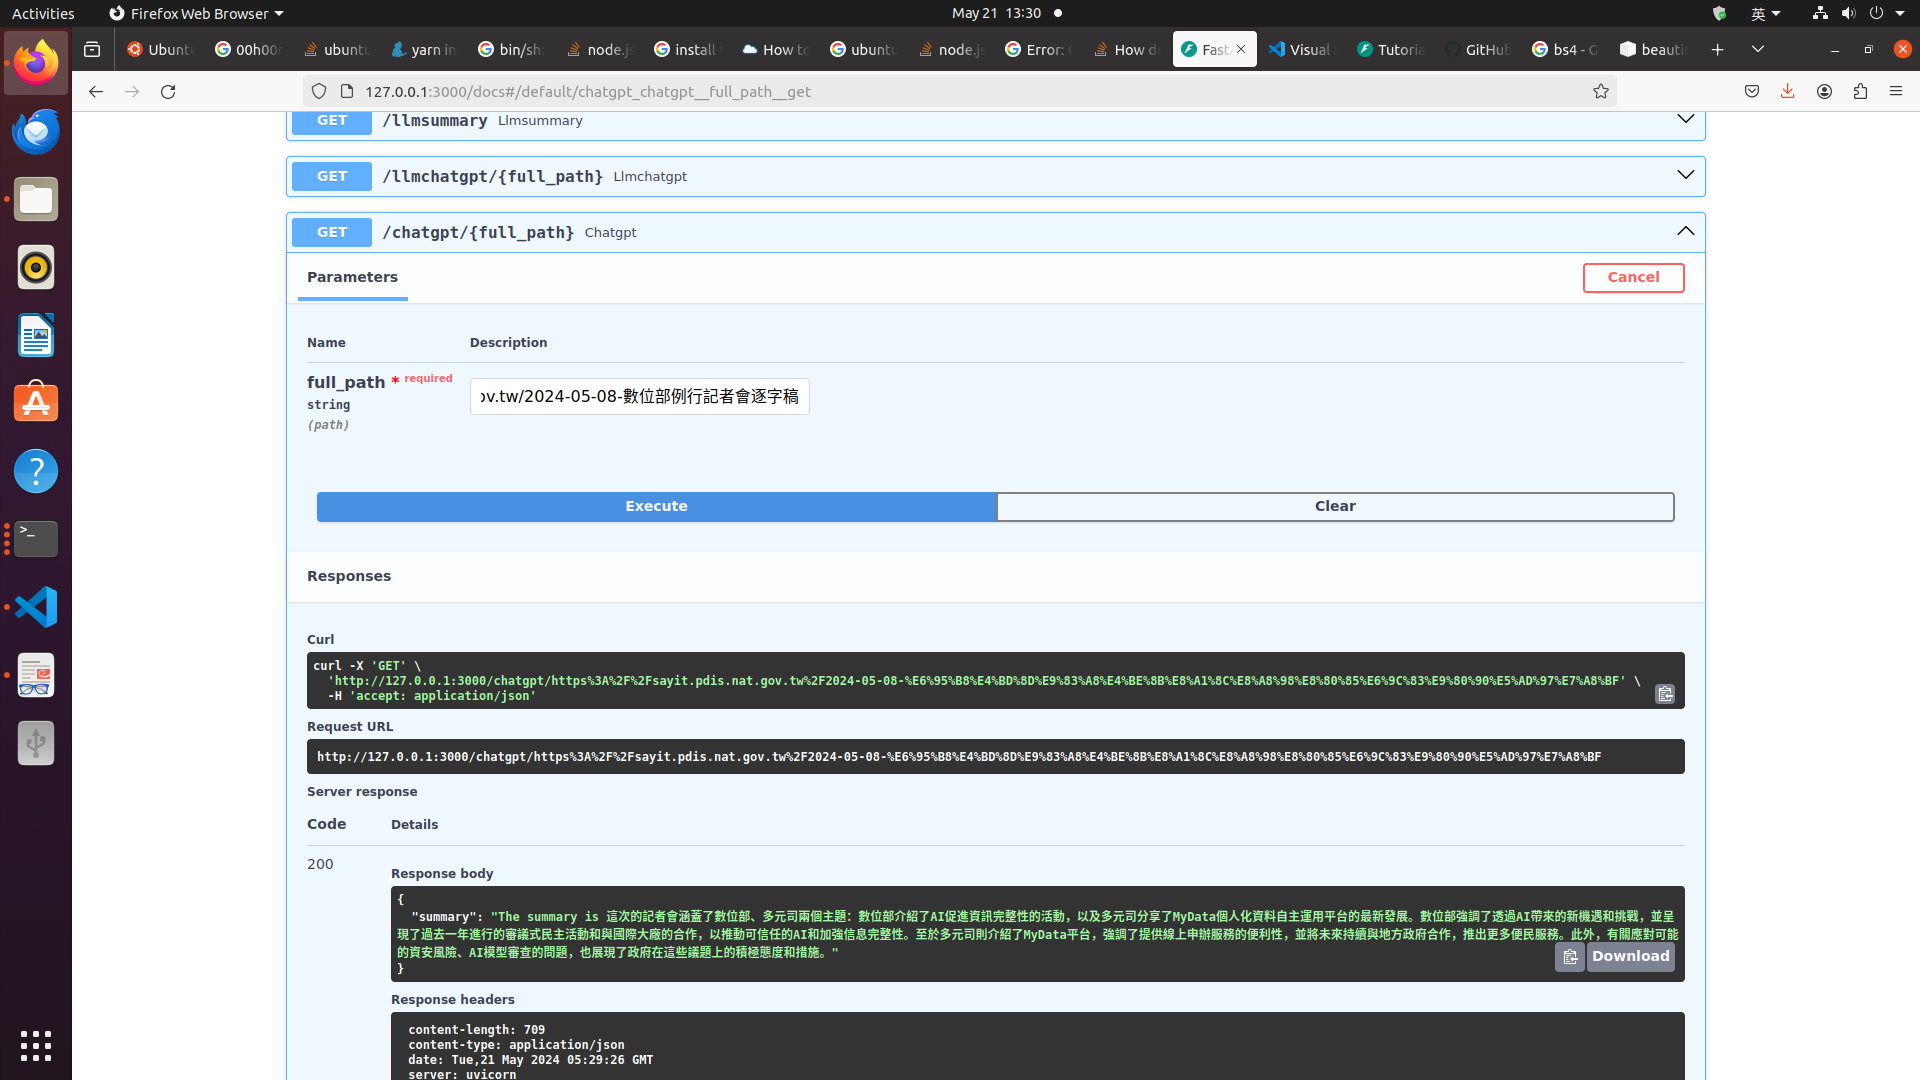 Activities
Firefox Web Browser
May 21 13:30
英
Ubunt
00h00
ubuntu
yarn in
bin/sh:
node.js
install
How to
ubuntu
node.js
Error:
How d
Fast
Visual
Tutoria
GitHub
bs4 - G
beauti
127.0.0.1:3000/docs#/default/chatgpt_chatgpt__full_path__get
GET /llmsummary Llmsummary
GET /llmchatgpt/{full_path} Llmchatgpt
GET /chatgpt/{full_path} Chatgpt
Parameters
Cancel
Name
Description
full_path * required
string
(path)
ov.tw/2024-05-08-數位部例行記者會逐字稿
Execute
Clear
Responses
Curl
curl -X 'GET' \
'http://127.0.0.1:3000/chatgpt/https%3A%2F%2Fsayit.pdis.nat.gov.tw%2F2024-05-08-%E6%95%B8%E4%BD%8D%E9%83%A8%E4%BE%8B%E8%A1%8C%E8%A8%98%E8%80%85%E6%9C%83%E9%80%90%E5%AD%97%E7%A8%BF' \
-H 'accept: application/json'
Request URL
http://127.0.0.1:3000/chatgpt/https%3A%2F%2Fsayit.pdis.nat.gov.tw%2F2024-05-08-%E6%95%B8%E4%BD%8D%E9%83%A8%E4%BE%8B%E8%A1%8C%E8%A8%98%E8%80%85%E6%9C%83%E9%80%90%E5%AD%97%E7%A8%BF
Server response
Code
Details
200
Response body
{
"summary": "The summary is 這次的記者會涵蓋了數位部、多元司兩個主題：數位部介紹了AI促進資訊完整性的活動，以及多元司分享了MyData個人化資料自主運用平台的最新發展。數位部強調了透過AI帶來的新機遇和挑戰，並呈
現了過去一年進行的審議式民主活動和與國際大廠的合作，以推動可信任的AI和加強信息完整性。至於多元司則介紹了MyData平台，強調了提供線上申辦服務的便利性，並將未來持續與地方政府合作，推出更多便民服務。此外，有關應對可能
的資安風險、AI模型審查的問題，也展現了政府在這些議題上的積極態度和措施。"
}
Download
Response headers
content-length: 709
content-type: application/json
date: Tue,21 May 2024 05:29:26 GMT
server: uvicorn